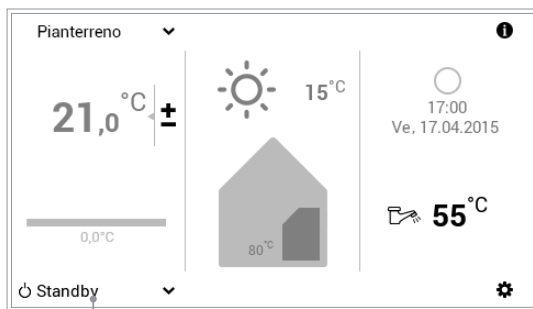 Pianterreno
21,0 °C
±
0,0°C
Standby
15°C
80°C
17:00
Ve, 17.04.2015
55°C